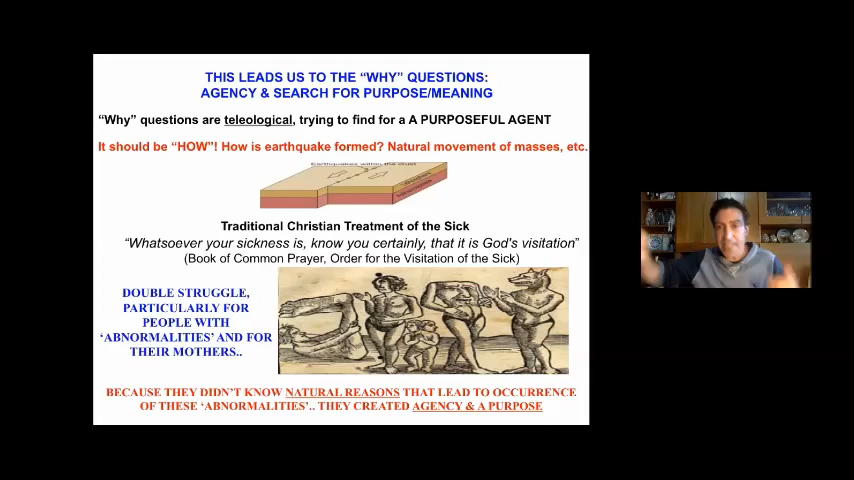 THIS LEADS US TO THE “WHY” QUESTIONS:
AGENCY & SEARCH FOR PURPOSE/MEANING
“Why” questions are teleological, trying to find for a A PURPOSEFUL AGENT
It should be “HOW”! How is earthquake formed? Natural movement of masses, etc.
Earthquakes within the crust
Traditional Christian Treatment of the Sick
“Whatsoever your sickness is, know you certainly, that it is God’s visitation”
(Book of Common Prayer, Order for the Visitation of the Sick)
DOUBLE STRUGGLE,
PARTICULARLY FOR
PEOPLE WITH
‘ABNORMALITIES’ AND FOR
THEIR MOTHERS..
BECAUSE THEY DIDN’T KNOW NATURAL REASONS THAT LEAD TO OCCURRENCE
OF THESE ‘ABNORMALITIES’.. THEY CREATED AGENCY & A PURPOSE